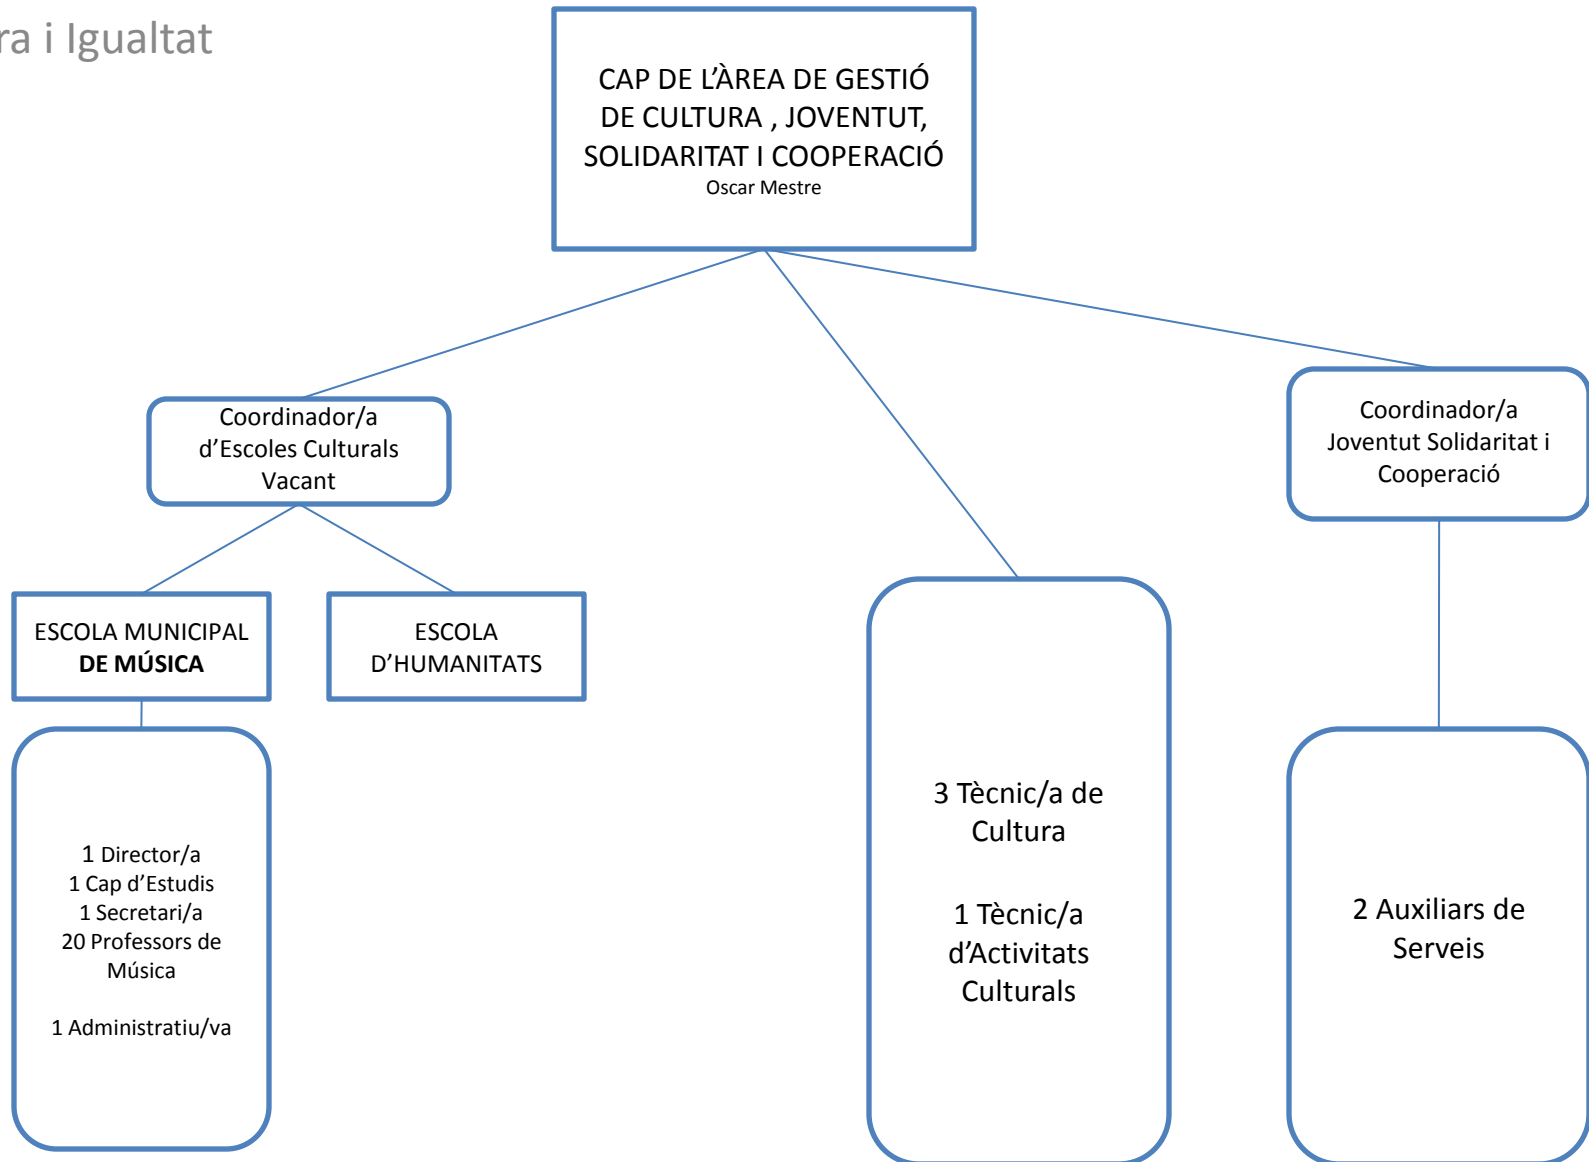 ra i Igualtat
CAP DE L'ÀREA DE GESTIÓ
DE CULTURA , JOVENTUT,
SOLIDARITAT I COOPERACIÓ
Oscar Mestre
Coordinador/a
d'Escoles Culturals
Vacant
Coordinador/a
Joventut Solidaritat i
Cooperació
ESCOLA MUNICIPAL
DE MÚSICA
ESCOLA
D'HUMANITATS
1 Director/a
1 Cap d'Estudis
1 Secretari/a
20 Professors de
Música
1 Administratiu/va
3 Tècnic/a de
Cultura
1 Tècnic/a
d'Activitats
Culturals
2 Auxiliars de
Serveis